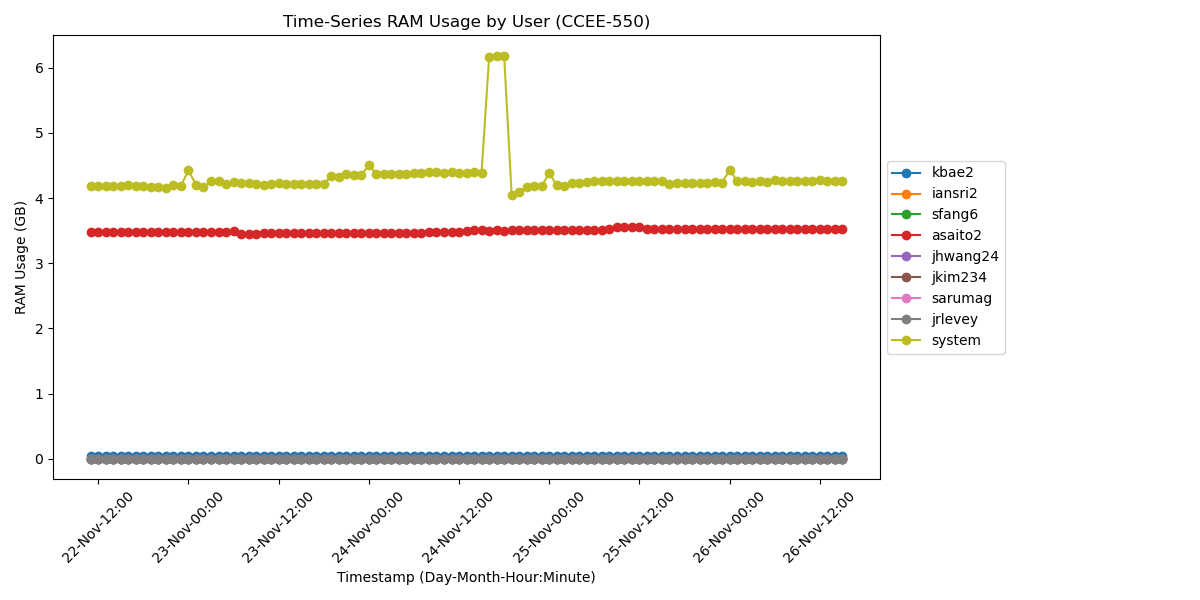 Time-Series RAM Usage by User (CCEE-550)
RAM Usage (GB)
6
5
4
3
2
1
0
22-Nov-12:00
23-Nov-00:00
23-Nov-12:00
24-Nov-00:00
24-Nov-12:00
25-Nov-00:00
25-Nov-12:00
26-Nov-00:00
26-Nov-12:00
Timestamp (Day-Month-Hour:Minute)
kbae2
iansri2
sfang6
asaito2
jhwang24
jkim234
sarumag
jrlevey
system